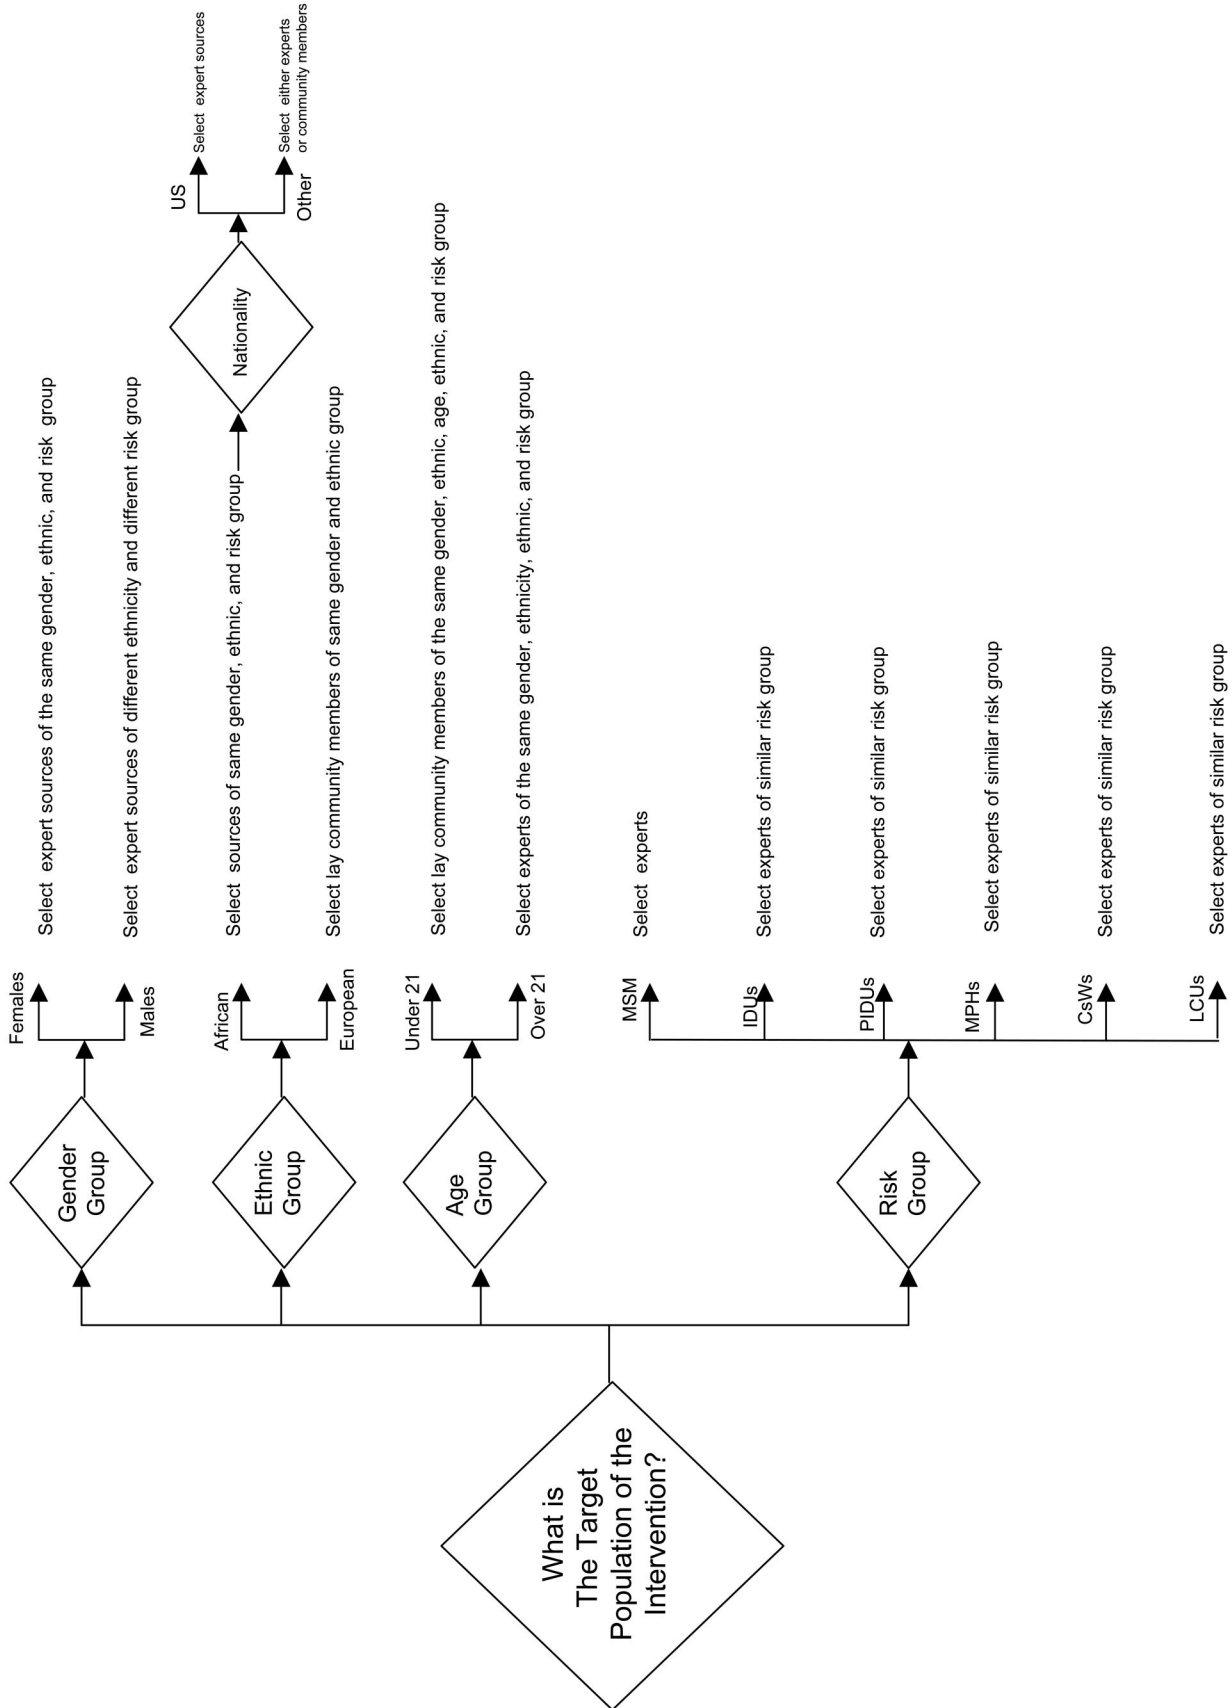 What is
The Target
Population of the
Intervention?
Gender
Group
Females
Select expert sources of the same gender, ethnic, and risk group
Males
Select expert sources of different ethnicity and different risk group
Ethnic
Group
African
Select sources of same gender, ethnic, and risk group
Nationality
US
Select expert sources
Other
Select either experts
or community members
European
Select lay community members of same gender and ethnic group
Age
Group
Under 21
Select lay community members of the same gender, ethnic, age, ethnic, and risk group
Over 21
Select experts of the same gender, ethnicity, ethnic, and risk group
Risk
Group
MSM
Select experts
IDUs
Select experts of similar risk group
PIDUs
Select experts of similar risk group
MPHs
Select experts of similar risk group
CsWs
Select experts of similar risk group
LCUs
Select experts of similar risk group